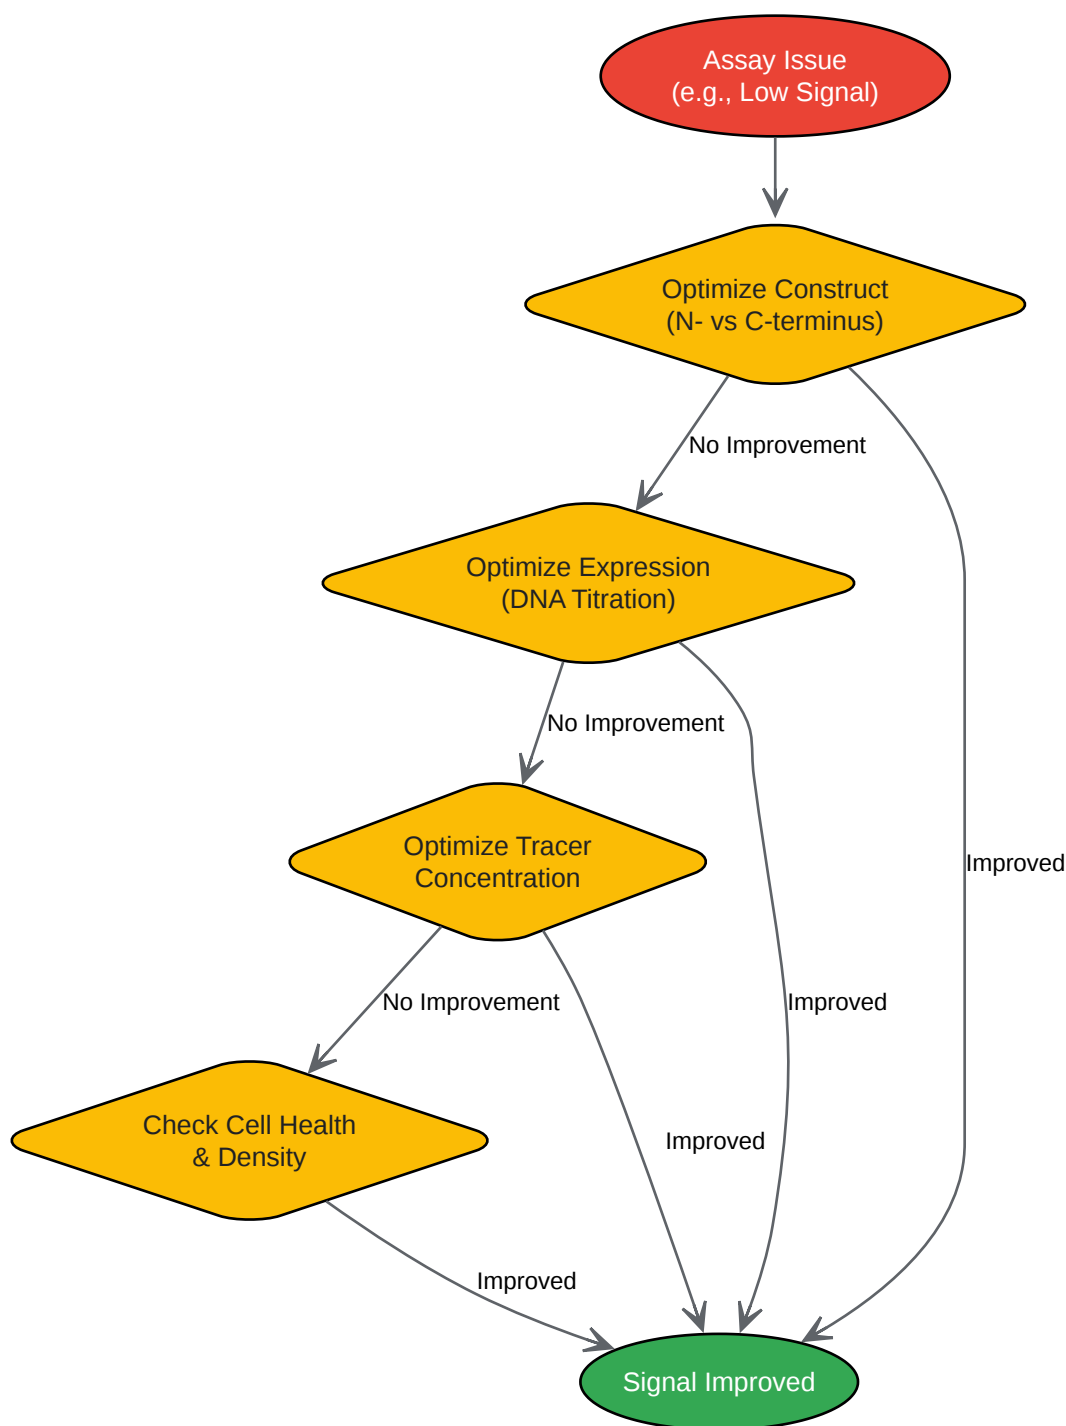 Assay Issue
(e.g., Low Signal)
Optimize Construct
(N- vs C-terminus)
No Improvement
Optimize Expression
(DNA Titration)
No Improvement
Optimize Tracer
Concentration
Improved
No Improvement
Improved
Check Cell Health
& Density
Improved
Improved
Signal Improved